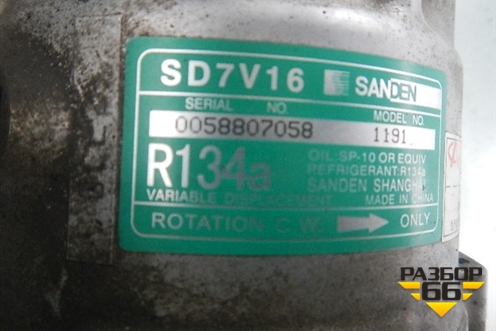 SD7V16 SANDEN
SERIAL NO. MODEL NO.
0058807058 1191
R134a
OIL: SP-10 OR EQUIV
REFRIGERANT: R134a
SANDEN SHANGHAI
VARIABLE DISPLACEMENT MADE IN CHINA
ROTATION C.W. ONLY
РАЗБОР
66